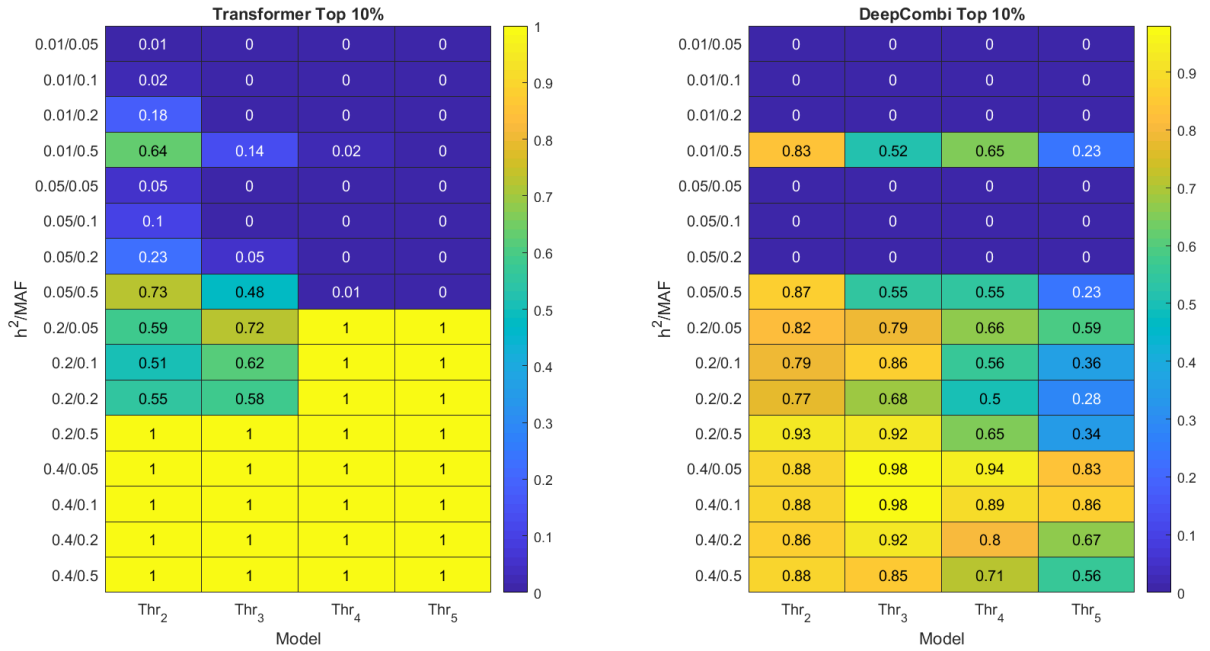 Transformer Top 10%
0.01/0.05 0.01 0 0 0
0.01/0.1 0.02 0 0 0
0.01/0.2 0.18 0 0 0
0.01/0.5 0.64 0.14 0.02 0
0.05/0.05 0.05 0 0 0
0.05/0.1 0.1 0 0 0
0.05/0.2 0.23 0.05 0 0
0.05/0.5 0.73 0.48 0.01 0
0.2/0.05 0.59 0.72 1 1
0.2/0.1 0.51 0.62 1 1
0.2/0.2 0.55 0.58 1 1
0.2/0.5 1 1 1 1
0.4/0.05 1 1 1 1
0.4/0.1 1 1 1 1
0.4/0.2 1 1 1 1
0.4/0.5 1 1 1 1
Thr2 Thr3 Thr4 Thr5
Model
h2/MAF
1
0.9
0.8
0.7
0.6
0.5
0.4
0.3
0.2
0.1
0
DeepCombi Top 10%
0.01/0.05 0 0 0 0
0.01/0.1 0 0 0 0
0.01/0.2 0 0 0 0
0.01/0.5 0.83 0.52 0.65 0.23
0.05/0.05 0 0 0 0
0.05/0.1 0 0 0 0
0.05/0.2 0 0 0 0
0.05/0.5 0.87 0.55 0.55 0.23
0.2/0.05 0.82 0.79 0.66 0.59
0.2/0.1 0.79 0.86 0.56 0.36
0.2/0.2 0.77 0.68 0.5 0.28
0.2/0.5 0.93 0.92 0.65 0.34
0.4/0.05 0.88 0.98 0.94 0.83
0.4/0.1 0.88 0.98 0.89 0.86
0.4/0.2 0.86 0.92 0.8 0.67
0.4/0.5 0.88 0.85 0.71 0.56
Thr2 Thr3 Thr4 Thr5
Model
h2/MAF
0.9
0.8
0.7
0.6
0.5
0.4
0.3
0.2
0.1
0